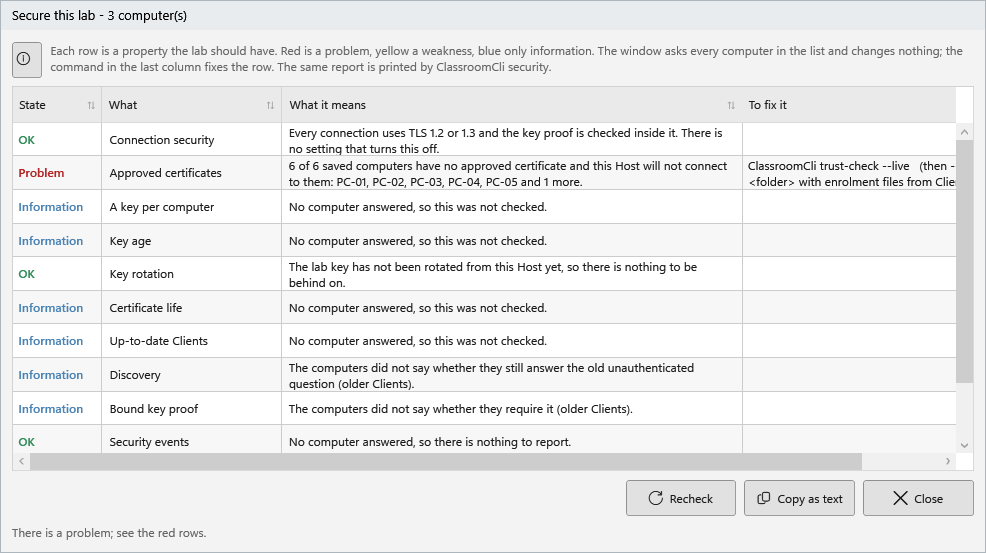 Secure this lab - 3 computer(s)
Each row is a property the lab should have. Red is a problem, yellow a weakness, blue only information. The window asks every computer in the list and changes nothing; the
command in the last column fixes the row. The same report is printed by ClassroomCli security.
State What What it means To fix it
OK Connection security Every connection uses TLS 1.2 or 1.3 and the key proof is checked inside it. There is
no setting that turns this off.
Problem Approved certificates 6 of 6 saved computers have no approved certificate and this Host will not connect ClassroomCli trust-check --live (then -
to them: PC-01, PC-02, PC-03, PC-04, PC-05 and 1 more. <folder> with enrolment files from Clie
Information A key per computer No computer answered, so this was not checked.
Information Key age No computer answered, so this was not checked.
OK Key rotation The lab key has not been rotated from this Host yet, so there is nothing to be
behind on.
Information Certificate life No computer answered, so this was not checked.
Information Up-to-date Clients No computer answered, so this was not checked.
Information Discovery The computers did not say whether they still answer the old unauthenticated
question (older Clients).
Information Bound key proof The computers did not say whether they require it (older Clients).
OK Security events No computer answered, so there is nothing to report.
Recheck Copy as text Close
There is a problem; see the red rows.